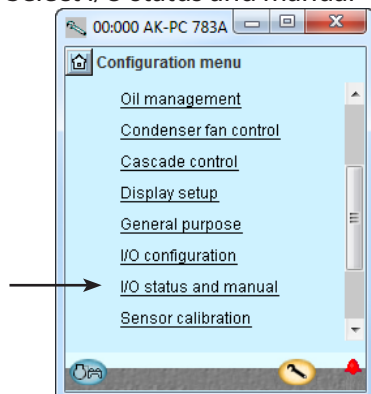 Select I/O status and manual
00:000 AK-PC 783A
Configuration menu
Oil management
Condenser fan control
Cascade control
Display setup
General purpose
I/O configuration
I/O status and manual
Sensor calibration